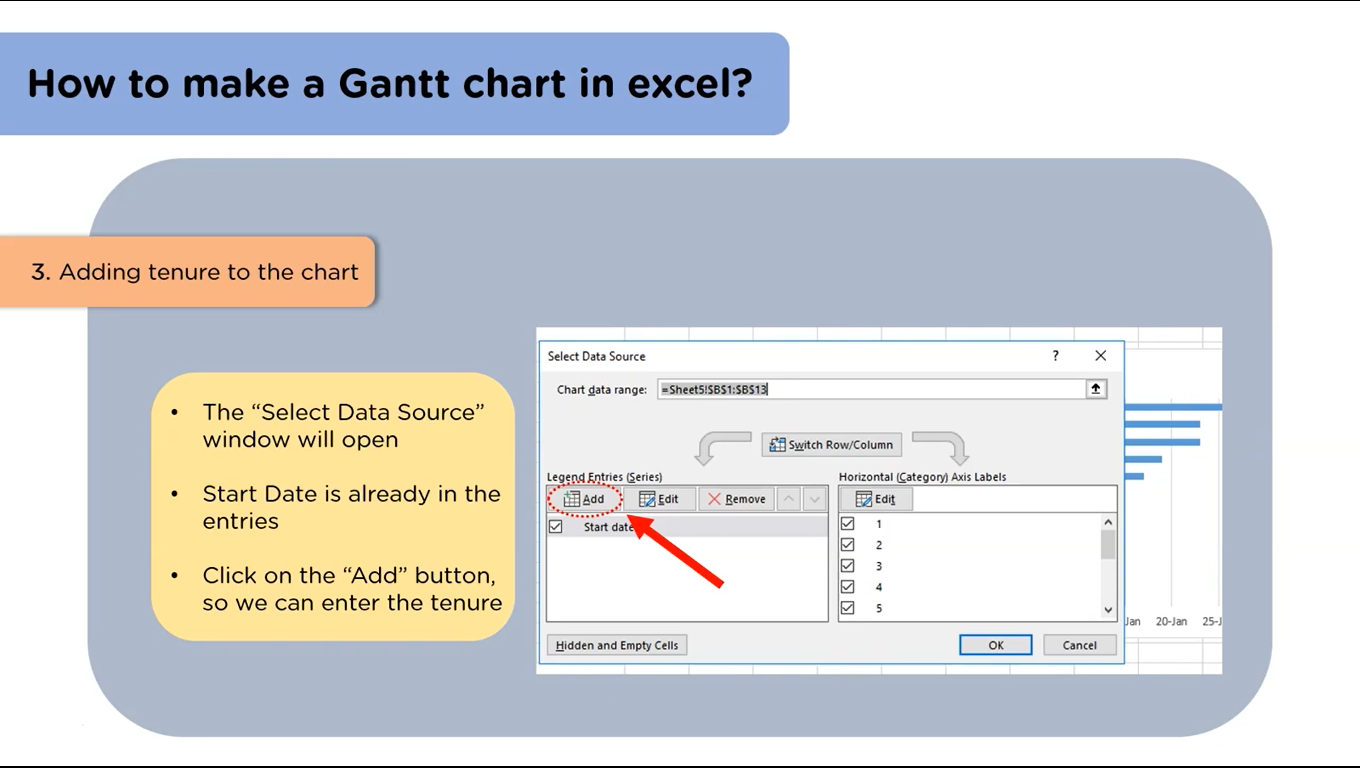 How to make a Gantt chart in excel?
3. Adding tenure to the chart
• The “Select Data Source”
window will open
• Start Date is already in the
entries
• Click on the “Add” button,
so we can enter the tenure
Select Data Source
? ×
Chart data range: =Sheet5!$B$1:$B$13
Switch Row/Column
Legend Entries (Series)
Add Edit Remove
Start date
Horizontal (Category) Axis Labels
Edit
1
2
3
4
5
Hidden and Empty Cells
OK Cancel
Jan 20-Jan 25-J